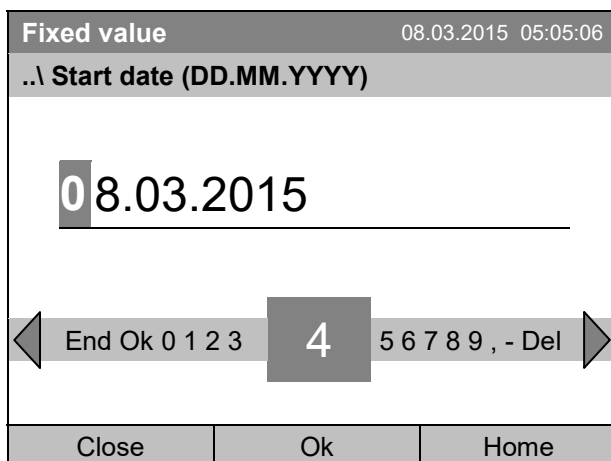 Fixed value 08.03.2015 05:05:06
..\ Start date (DD.MM.YYYY)
08.03.2015
End Ok 0 1 2 3 4 5 6 7 8 9 , - Del
Close Ok Home